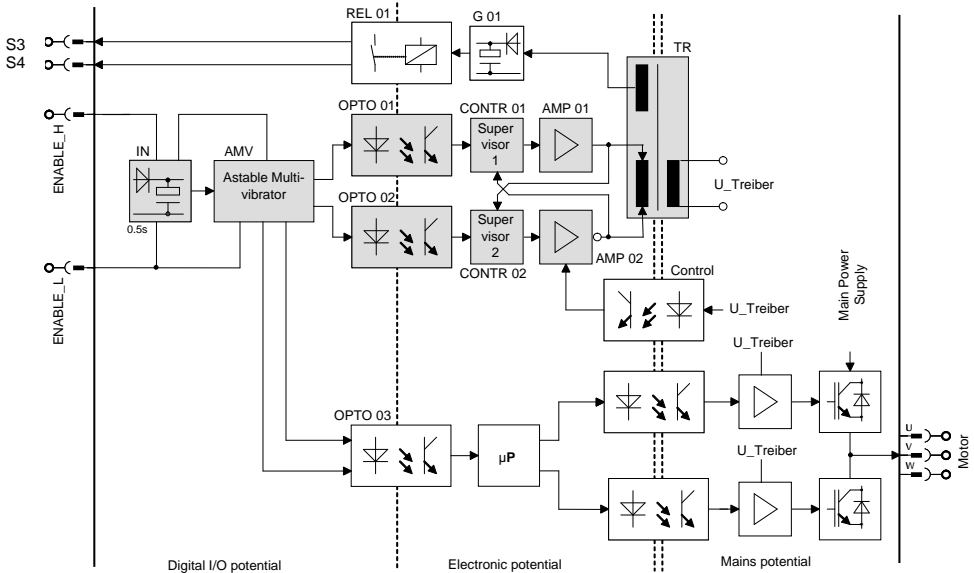 REL 01
G 01
TR
S3
S4
OPTO 01
CONTR 01
AMP 01
ENABLE_H
IN
AMV
Super
visor
1
Astable Multi-
vibrator
OPTO 02
U_Treiber
0.5s
Super
visor
2
CONTR 02
AMP 02
ENABLE_L
Control
Main Power
Supply
U_Treiber
U_Treiber
OPTO 03
µP
U
V
W
Motor
U_Treiber
Digital I/O potential
Electronic potential
Mains potential